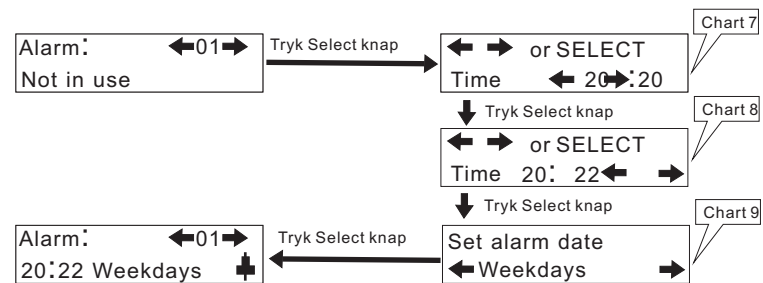 Alarm: ←01→
Not in use
Tryk Select knap
Chart 7
← → or SELECT
Time ← 20→:20
Tryk Select knap
Chart 8
← → or SELECT
Time 20: 22← →
Tryk Select knap
Chart 9
Set alarm date
←Weekdays →
Tryk Select knap
Alarm: ←01→
20:22 Weekdays